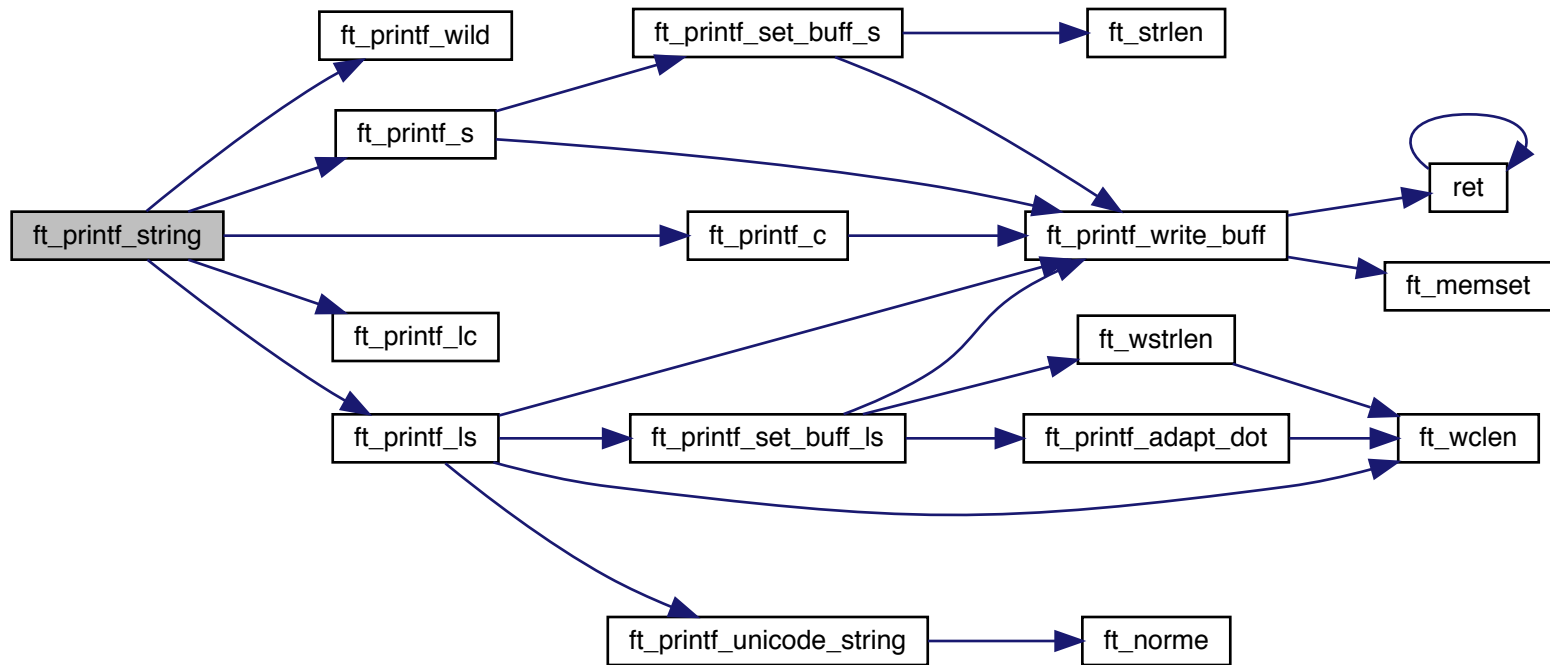 ft_printf_wild
ft_printf_set_buff_s
ft_strlen
ft_printf_s
ret
ft_printf_string
ft_printf_c
ft_printf_write_buff
ft_memset
ft_printf_lc
ft_wstrlen
ft_printf_ls
ft_printf_set_buff_ls
ft_printf_adapt_dot
ft_wclen
ft_printf_unicode_string
ft_norme